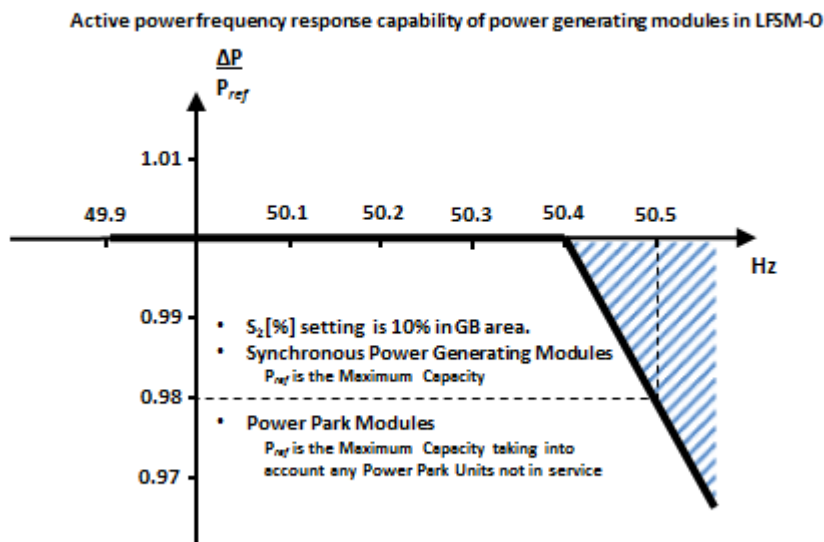 Active power frequency response capability of power generating modules in LFSM-O
ΔP
Pref
1.01
49.9 50.1 50.2 50.3 50.4 50.5
Hz
0.99
• S2[%] setting is 10% in GB area.
• Synchronous Power Generating Modules
Pref is the Maximum Capacity
0.98
• Power Park Modules
Pref is the Maximum Capacity taking into
account any Power Park Units not in service
0.97